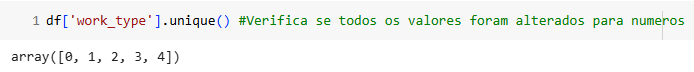 1 df['work_type'].unique() #Verifica se todos os valores foram alterados para numeros
array([0, 1, 2, 3, 4])